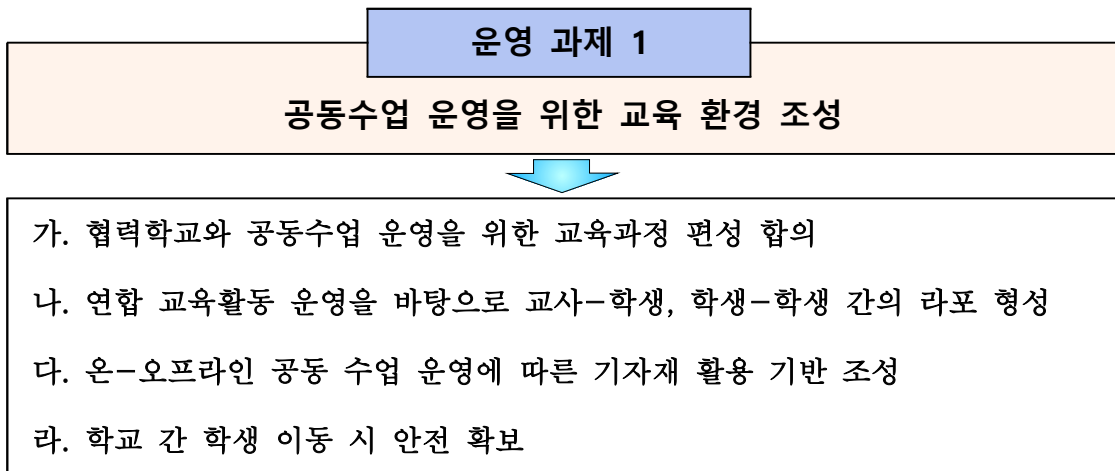 운영 과제 1
공동수업 운영을 위한 교육 환경 조성
가. 협력학교와 공동수업 운영을 위한 교육과정 편성 합의
나. 연합 교육활동 운영을 바탕으로 교사-학생, 학생-학생 간의 라포 형성
다. 온-오프라인 공동 수업 운영에 따른 기자재 활용 기반 조성
라. 학교 간 학생 이동 시 안전 확보